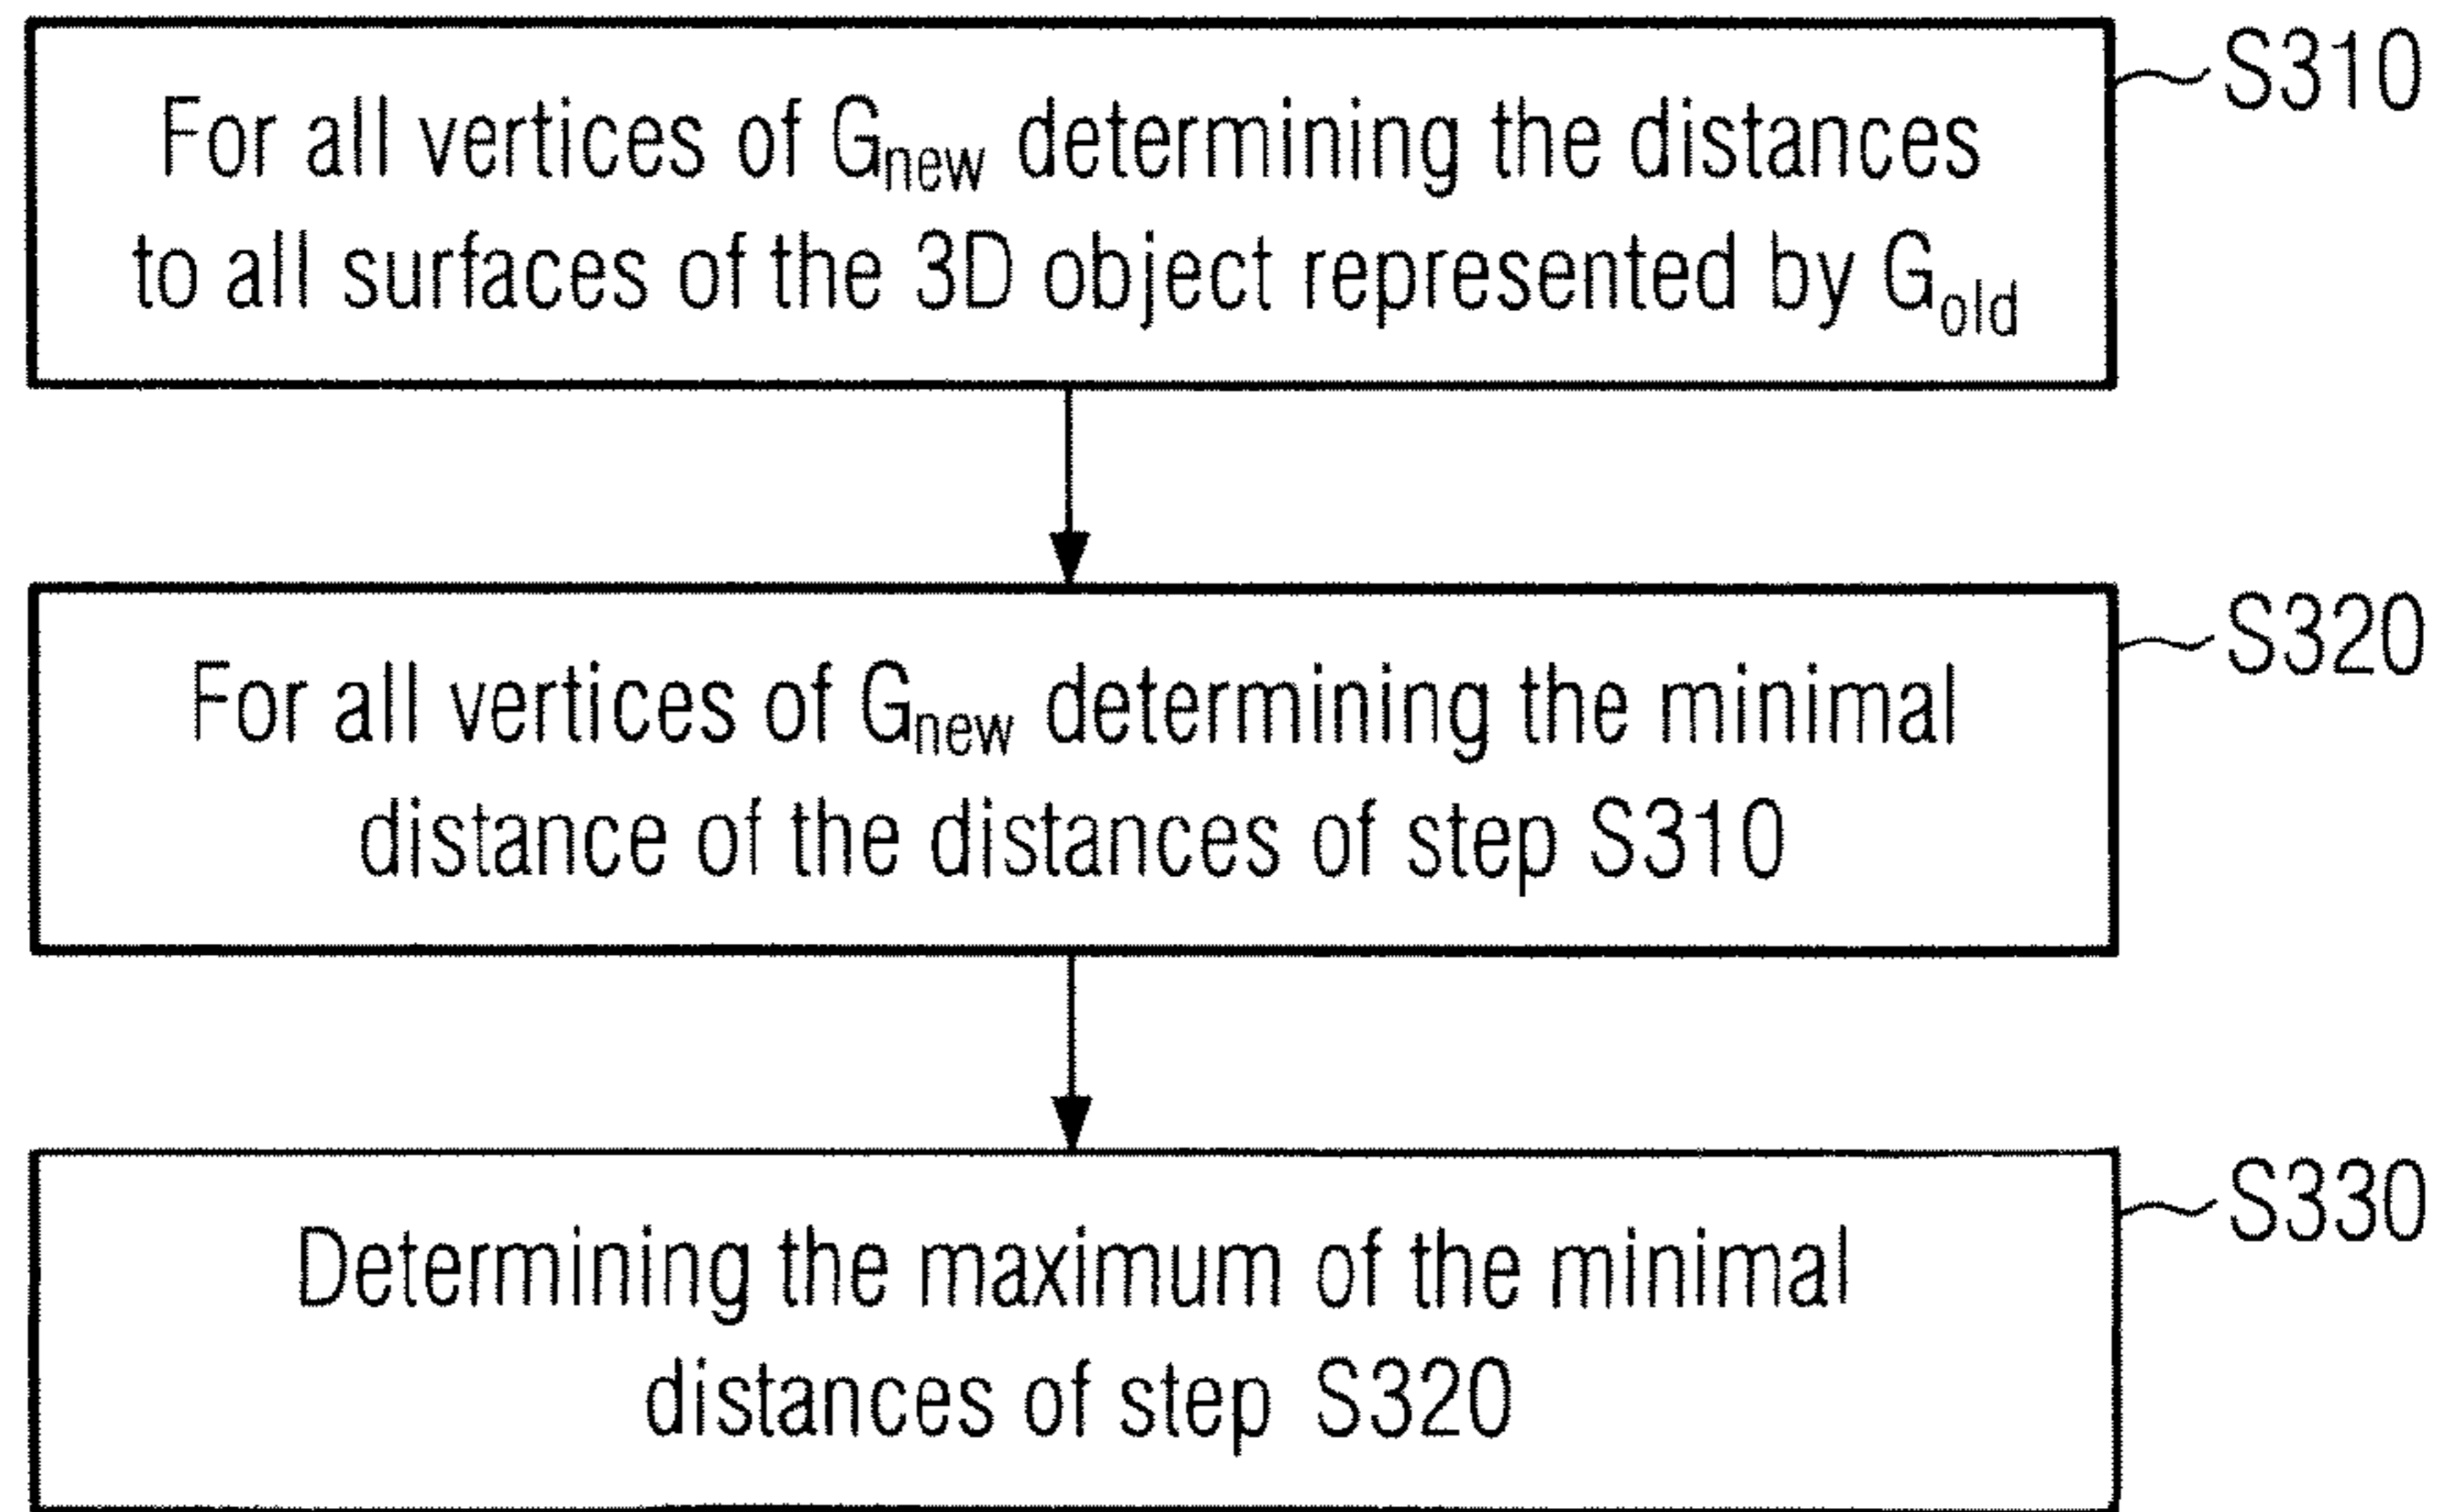 S310
For all vertices of Gnew determining the distances
to all surfaces of the 3D object represented by Gold
S320
For all vertices of Gnew determining the minimal
distance of the distances of step S310
S330
Determining the maximum of the minimal
distances of step S320